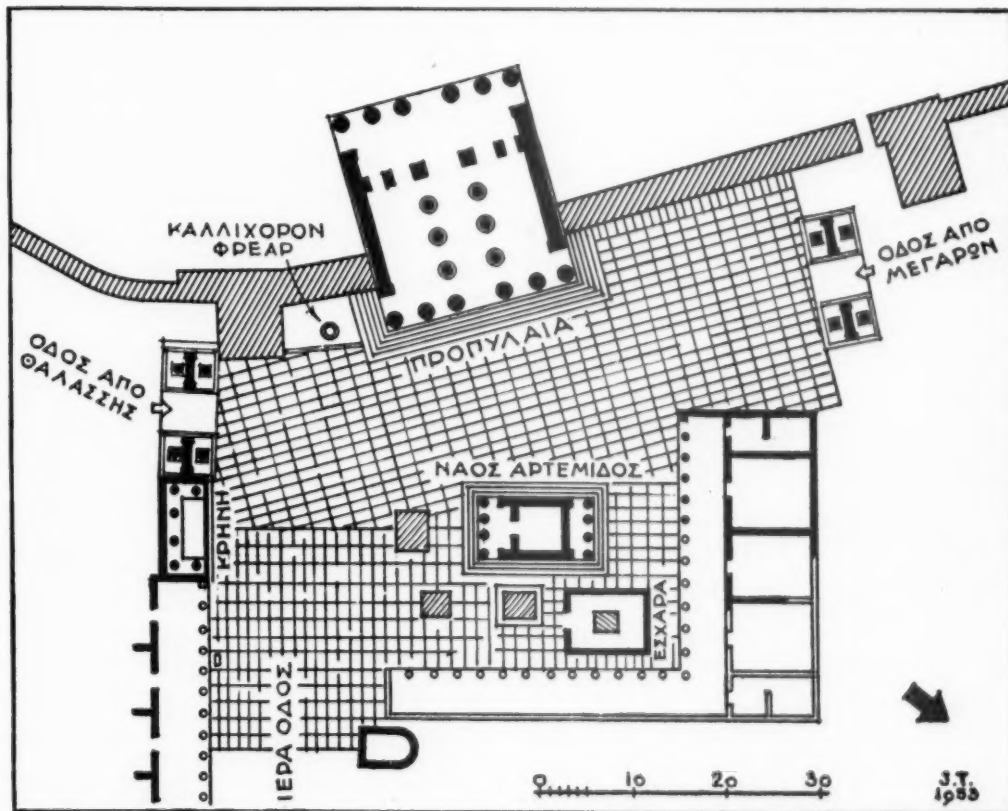 ΚΑΛΛΙΧΟΡΟΝ
ΦΡΕΑΡ
ΟΔΟΣ ΑΠΟ
ΜΕΓΑΡΩΝ
ΠΡΟΠΥΛΑΙΑ
ΟΔΟΣ ΑΠΟ
ΘΑΛΑΣΣΗΣ
ΝΑΟΣ ΑΡΤΕΜΙΔΟΣ
ΚΡΗΝΗ
ΕΣΧΑΡΑ
ΙΕΡΑ ΟΔΟΣ
0 10 20 30
J.T.
1953